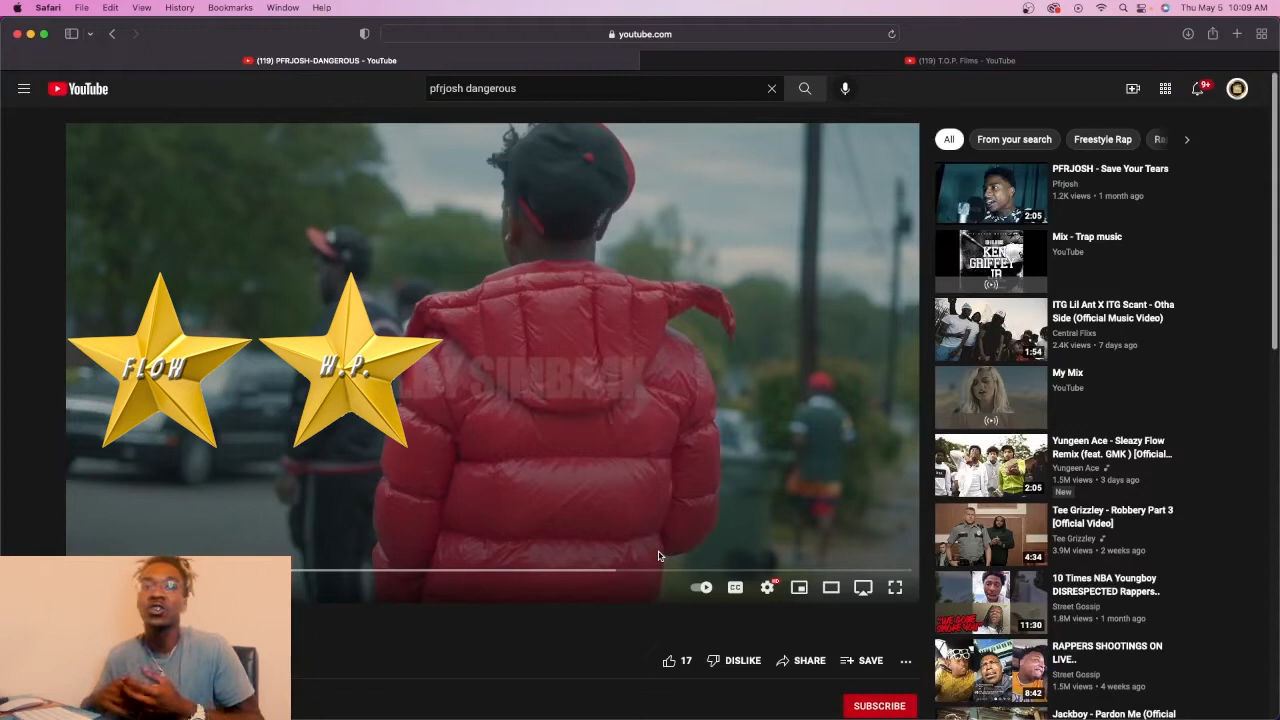 Safari File Edit View History Bookmarks Window Help
Thu May 5 10:09 AM
youtube.com
(119) PFRJOSH-DANGEROUS - YouTube
(119) T.O.P. Films - YouTube
YouTube
pfrjosh dangerous
9+
All
From your search
Freestyle Rap
Ra
FLOW
W.P.
HD
17
DISLIKE
SHARE
SAVE
SUBSCRIBE
2:05
PFRJOSH - Save Your Tears
Pfrjosh
1.2K views • 1 month ago
KEN
GRIFFEY
JR
Mix - Trap music
YouTube
1:54
ITG Lil Ant X ITG Scant - Otha
Side (Official Music Video)
Central Flixs
2.4K views • 7 days ago
My Mix
YouTube
2:05
Yungeen Ace - Sleazy Flow
Remix (feat. GMK ) [Official...
Yungeen Ace
1.5M views • 3 days ago
New
4:34
Tee Grizzley - Robbery Part 3
[Official Video]
Tee Grizzley
3.9M views • 2 weeks ago
11:30
10 Times NBA Youngboy
DISRESPECTED Rappers..
Street Gossip
1.8M views • 1 month ago
8:42
RAPPERS SHOOTINGS ON
LIVE..
Street Gossip
1.5M views • 4 weeks ago
Jackboy - Pardon Me (Official